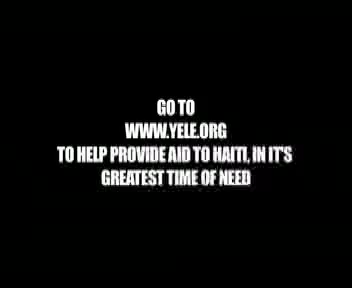 GO TO
WWW.YELE.ORG
TO HELP PROVIDE AID TO HAITI, IN IT'S
GREATEST TIME OF NEED